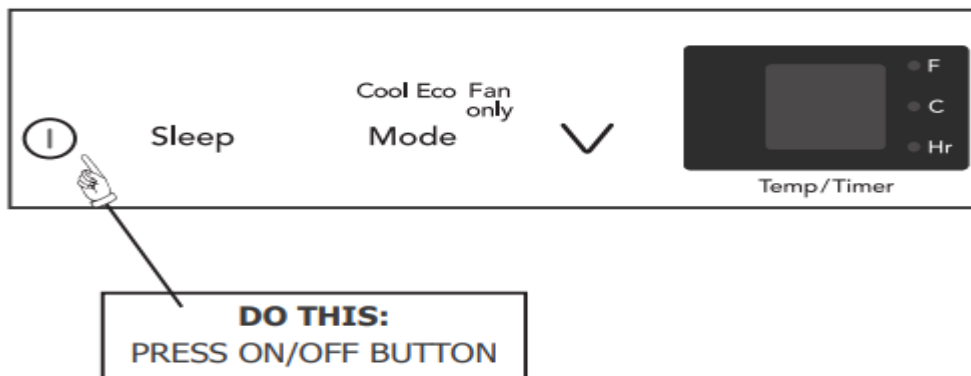 Cool Eco Fan
only
Sleep
Mode
F
C
Hr
Temp/Timer
DO THIS:
PRESS ON/OFF BUTTON